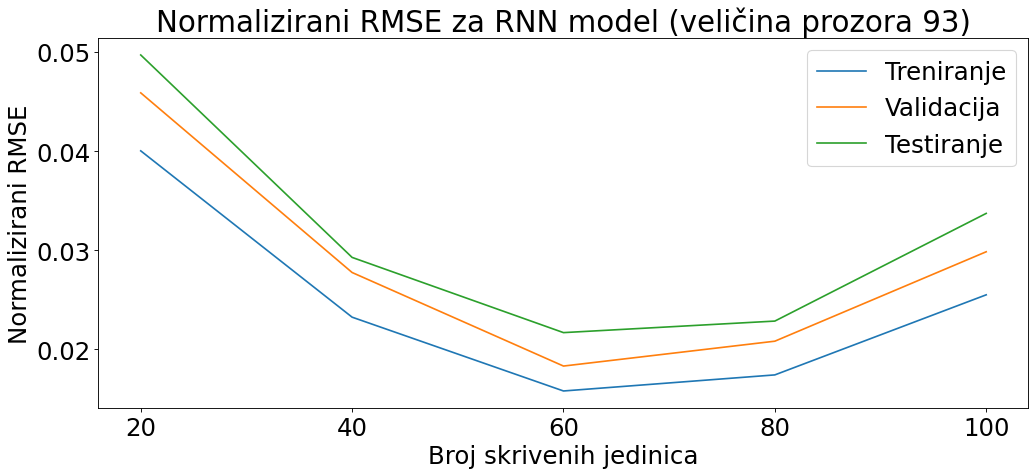 Normalizirani RMSE za RNN model (veličina prozora 93)
Normalizirani RMSE
0.05
0.04
0.03
0.02
Treniranje
Validacija
Testiranje
20 40 60 80 100
Broj skrivenih jedinica